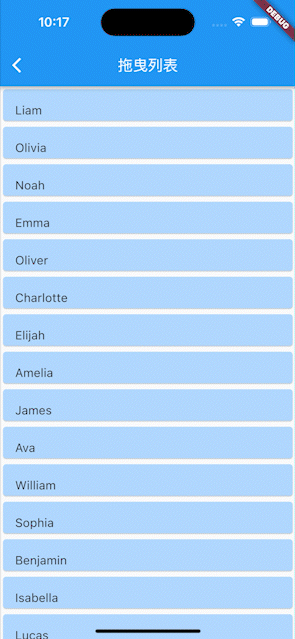 10:17
DEBUG
拖曳列表
Liam
Olivia
Noah
Emma
Oliver
Charlotte
Elijah
Amelia
James
Ava
William
Sophia
Benjamin
Isabella
Lucas